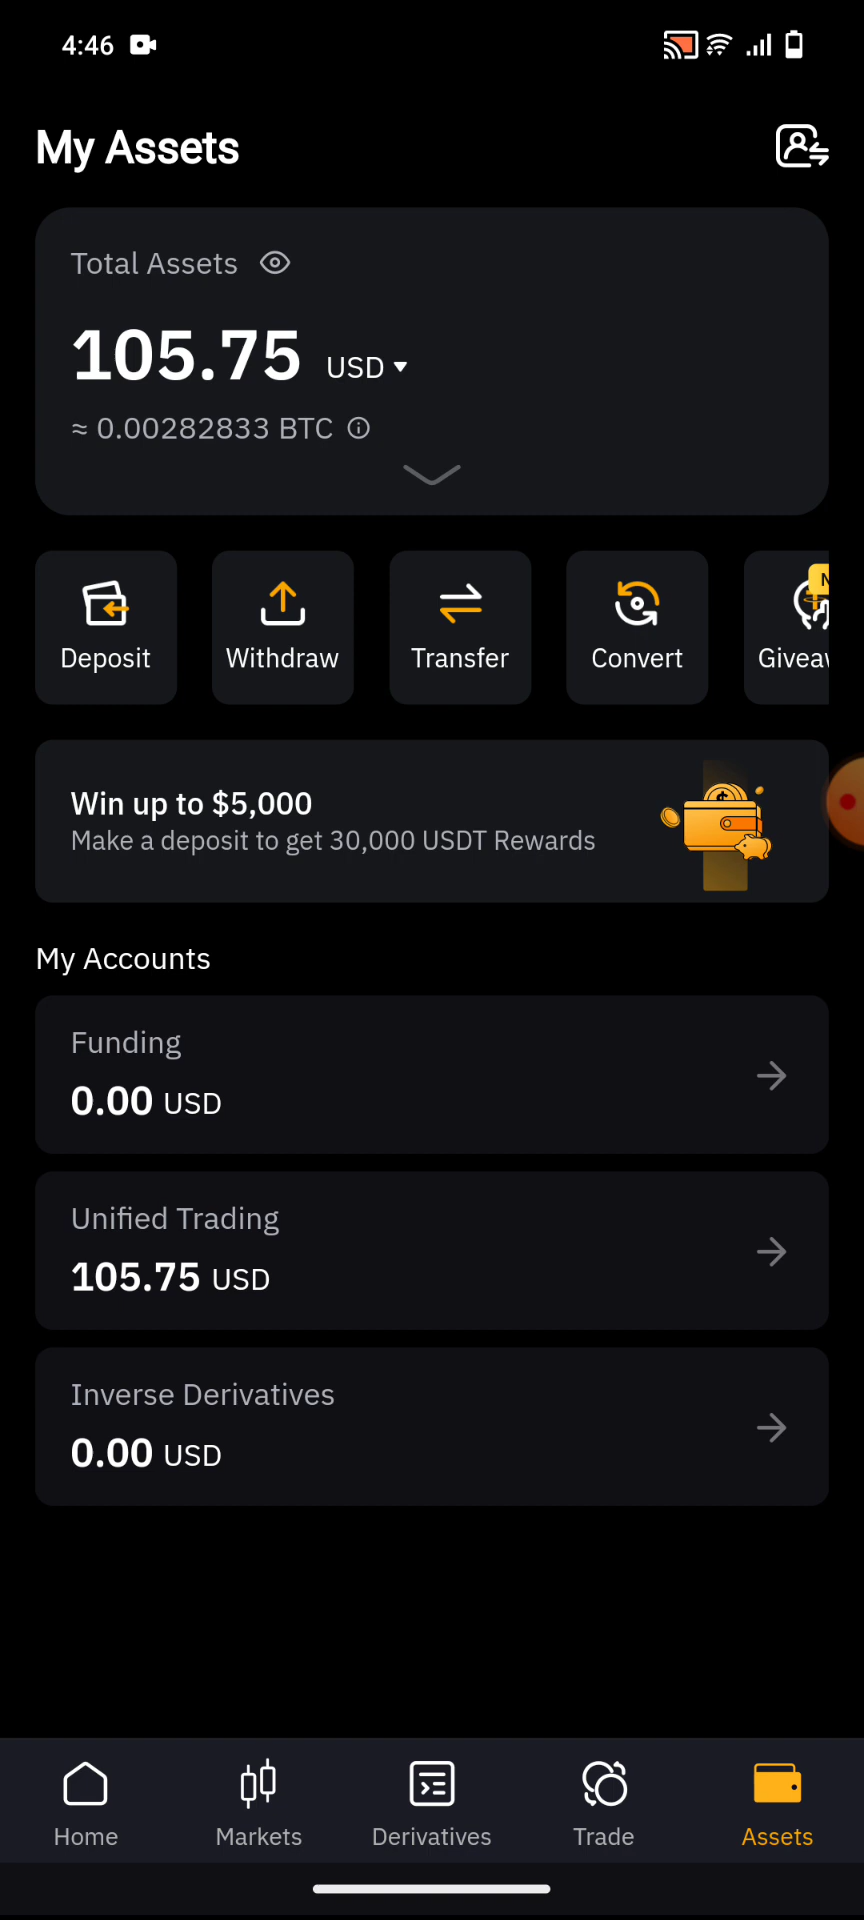 4:46
My Assets
Total Assets
105.75 USD
≈ 0.00282833 BTC
Deposit
Withdraw
Transfer
Convert
Giveaw
N
Win up to $5,000
Make a deposit to get 30,000 USDT Rewards
My Accounts
Funding
0.00 USD
Unified Trading
105.75 USD
Inverse Derivatives
0.00 USD
Home
Markets
Derivatives
Trade
Assets